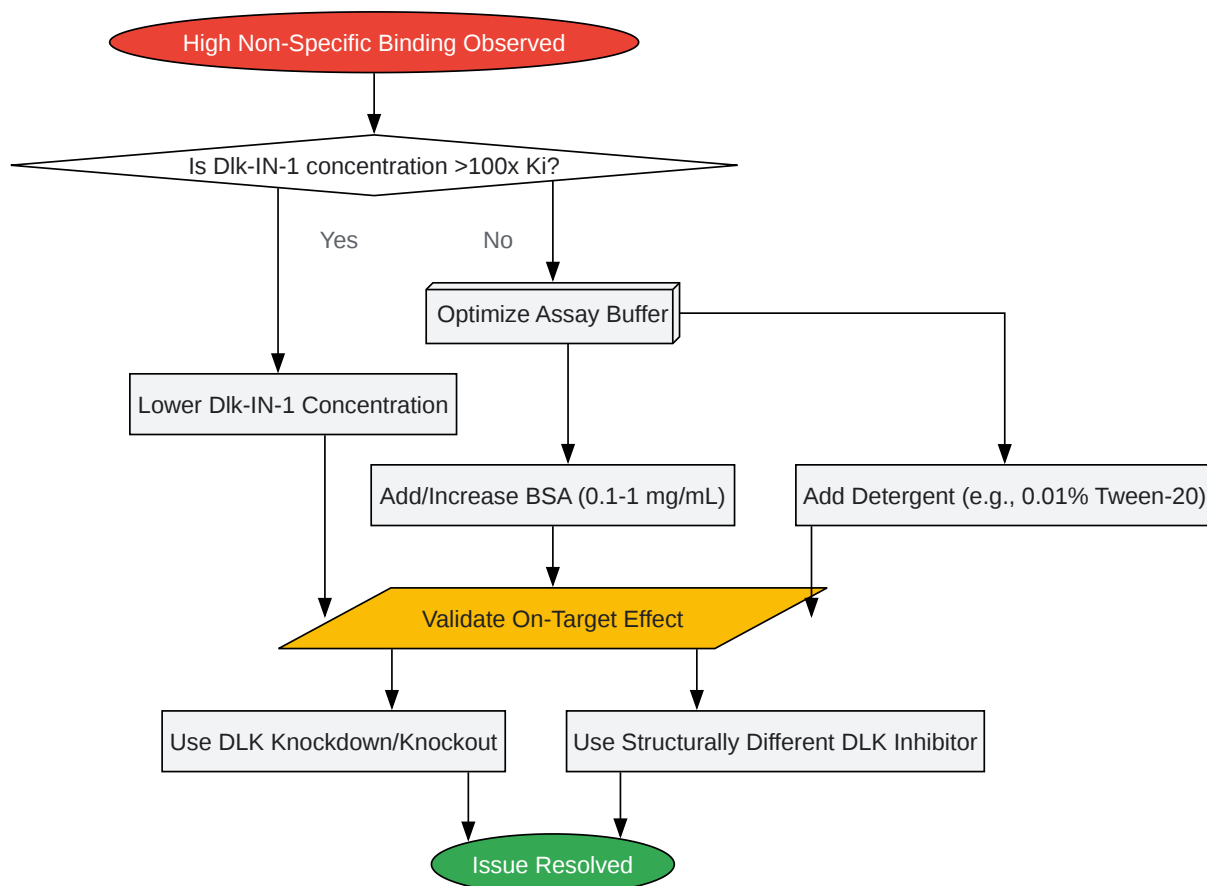 High Non-Specific Binding Observed
Is Dlk-IN-1 concentration >100x Ki?
Yes
No
Optimize Assay Buffer
Lower Dlk-IN-1 Concentration
Add/Increase BSA (0.1-1 mg/mL)
Add Detergent (e.g., 0.01% Tween-20)
Validate On-Target Effect
Use DLK Knockdown/Knockout
Use Structurally Different DLK Inhibitor
Issue Resolved